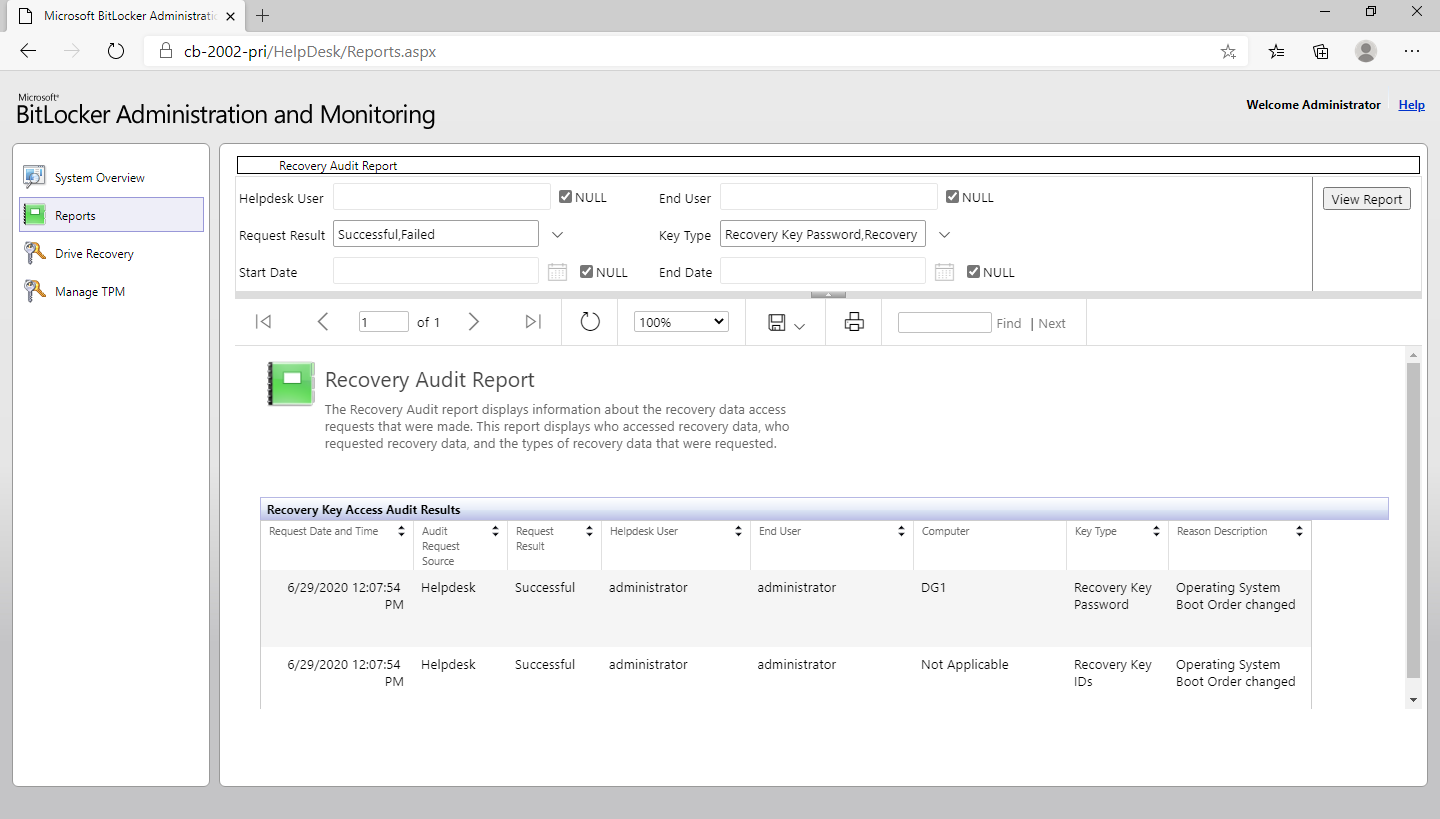 Microsoft BitLocker Administratio
cb-2002-pri/HelpDesk/Reports.aspx
Microsoft®
BitLocker Administration and Monitoring
Welcome Administrator
Help
System Overview
Reports
Drive Recovery
Manage TPM
Recovery Audit Report
Helpdesk User NULL End User NULL View Report
Request Result Successful,Failed Key Type Recovery Key Password,Recovery
Start Date NULL End Date NULL
1 of 1 100% Find | Next
Recovery Audit Report
The Recovery Audit report displays information about the recovery data access
requests that were made. This report displays who accessed recovery data, who
requested recovery data, and the types of recovery data that were requested.
Recovery Key Access Audit Results
Request Date and Time Audit Request Helpdesk User End User Computer Key Type Reason Description
Request Result
Source
6/29/2020 12:07:54 Helpdesk Successful administrator administrator DG1 Recovery Key Operating System
PM Password Boot Order changed
6/29/2020 12:07:54 Helpdesk Successful administrator administrator Not Applicable Recovery Key Operating System
PM IDs Boot Order changed